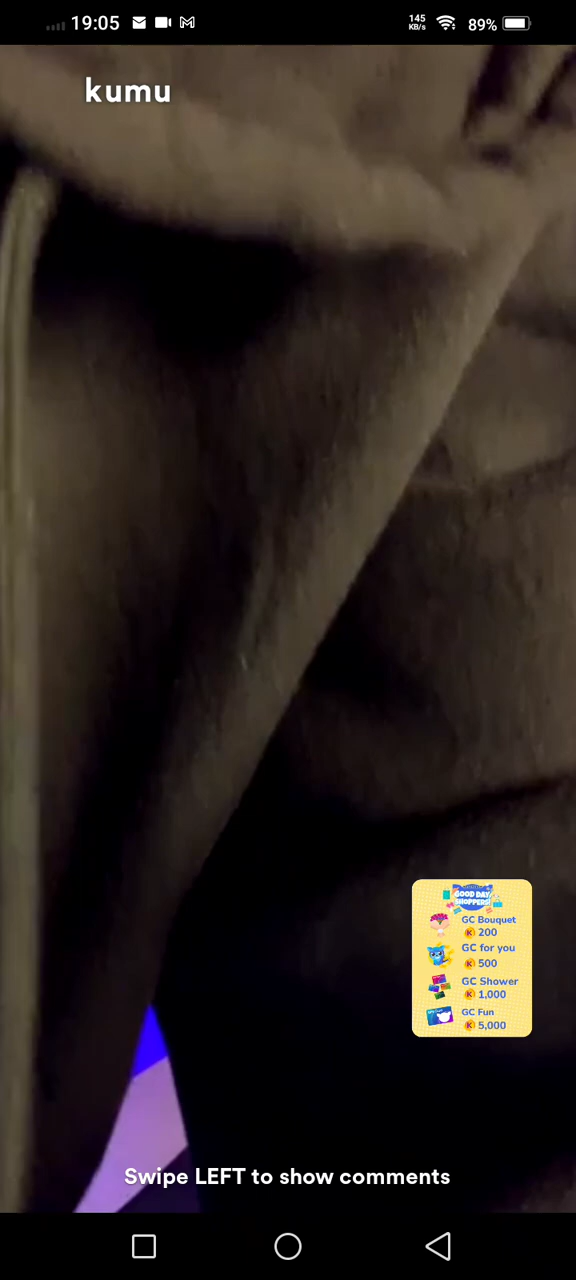 19:05
145
KB/s
89%
kumu
GOOD DAY,
SHOPPERS!
GC Bouquet
K 200
GC for you
K 500
GC Shower
K 1,000
GC Fun
K 5,000
Swipe LEFT to show comments